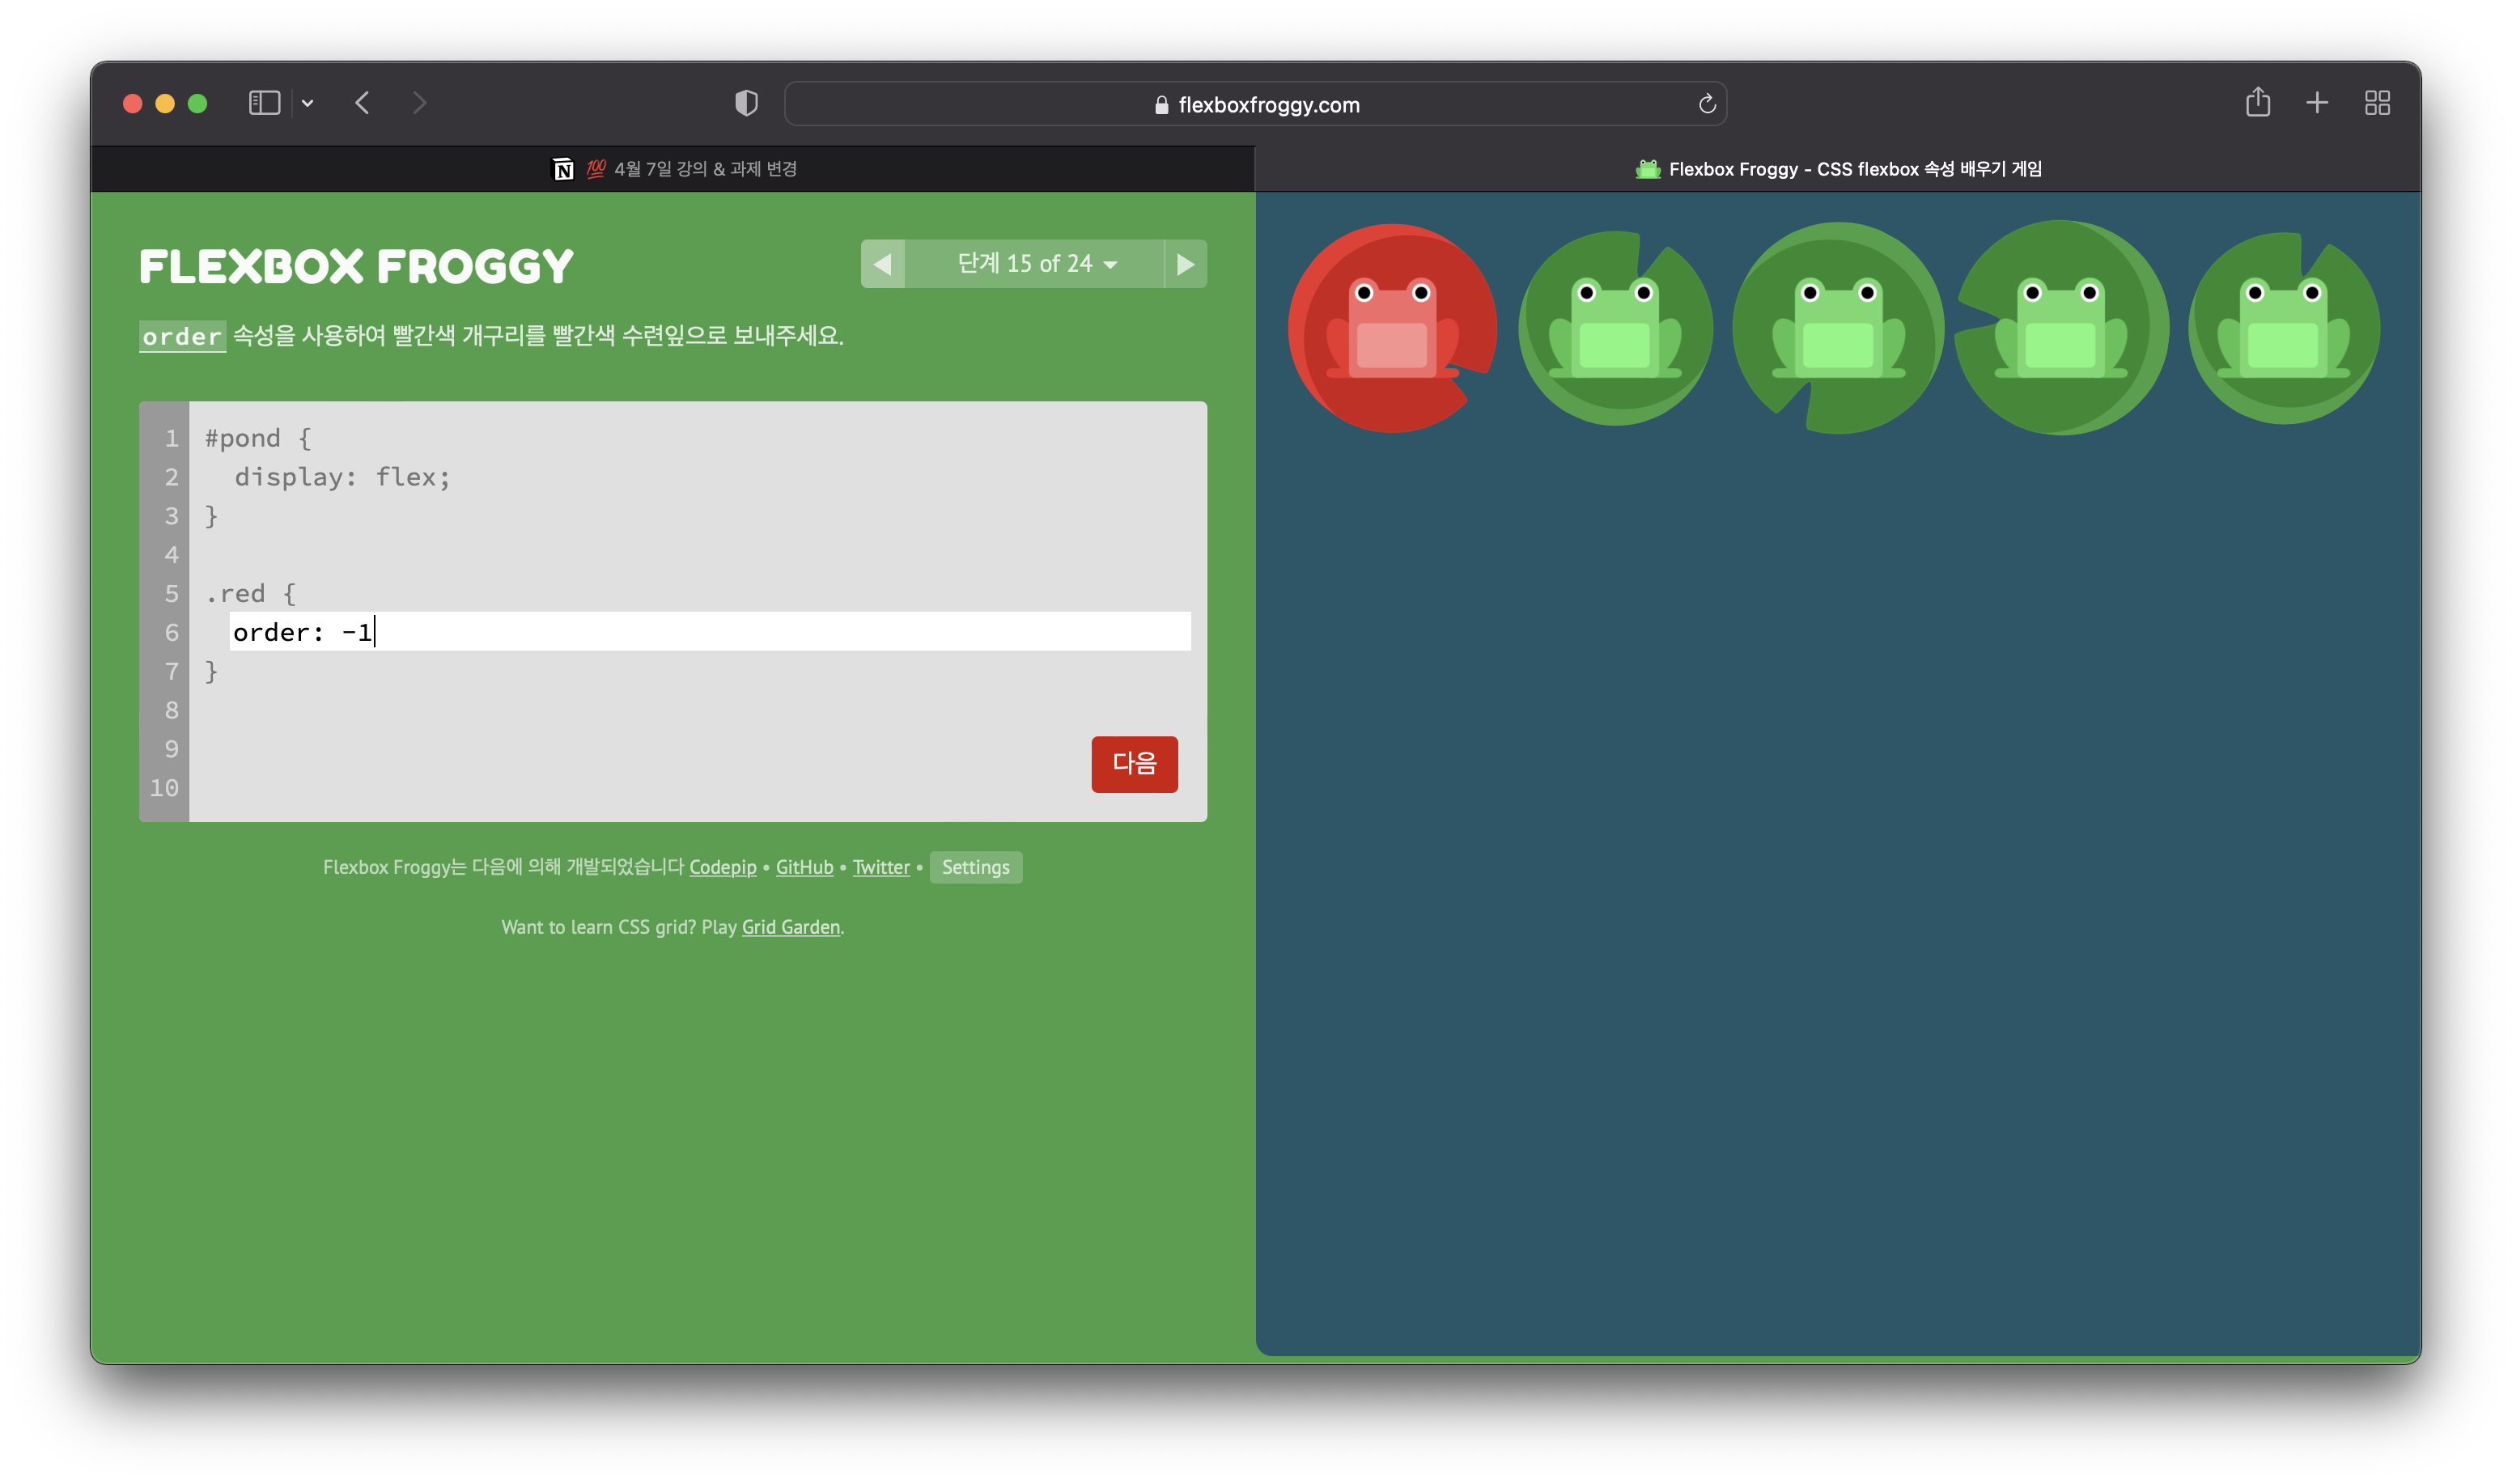 flexboxfroggy.com
💯 4월 7일 강의 & 과제 변경
Flexbox Froggy - CSS flexbox 속성 배우기 게임
FLEXBOX FROGGY
단계 15 of 24
order 속성을 사용하여 빨간색 개구리를 빨간색 수련잎으로 보내주세요.
1 #pond {
2 display: flex;
3 }
4
5 .red {
6 order: -1
7 }
8
9
10
다음
Flexbox Froggy는 다음에 의해 개발되었습니다 Codepip • GitHub • Twitter • Settings
Want to learn CSS grid? Play Grid Garden.